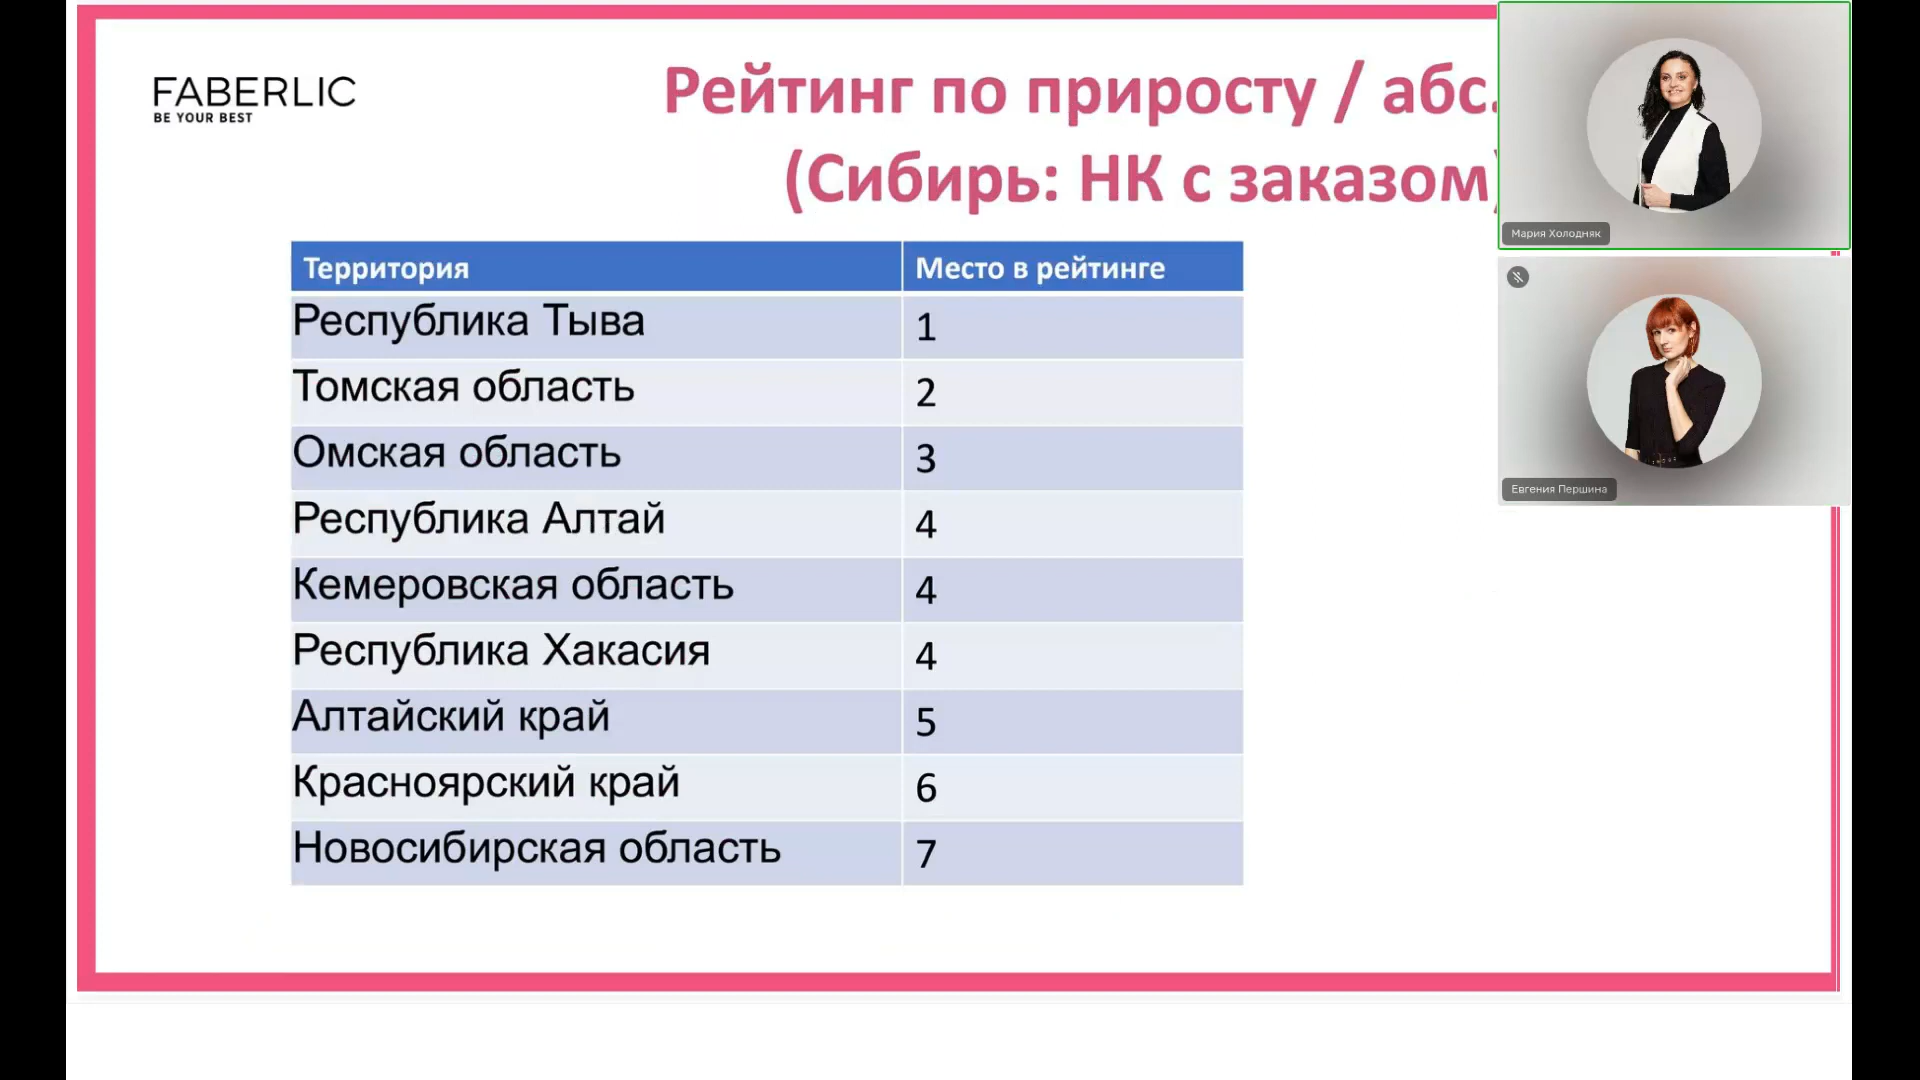 FABERLIC
BE YOUR BEST
Рейтинг по приросту / абс.
(Сибирь: НК с заказом)
Территория Место в рейтинге
Республика Тыва 1
Томская область 2
Омская область 3
Республика Алтай 4
Кемеровская область 4
Республика Хакасия 4
Алтайский край 5
Красноярский край 6
Новосибирская область 7
Мария Холодняк
Евгения Першина